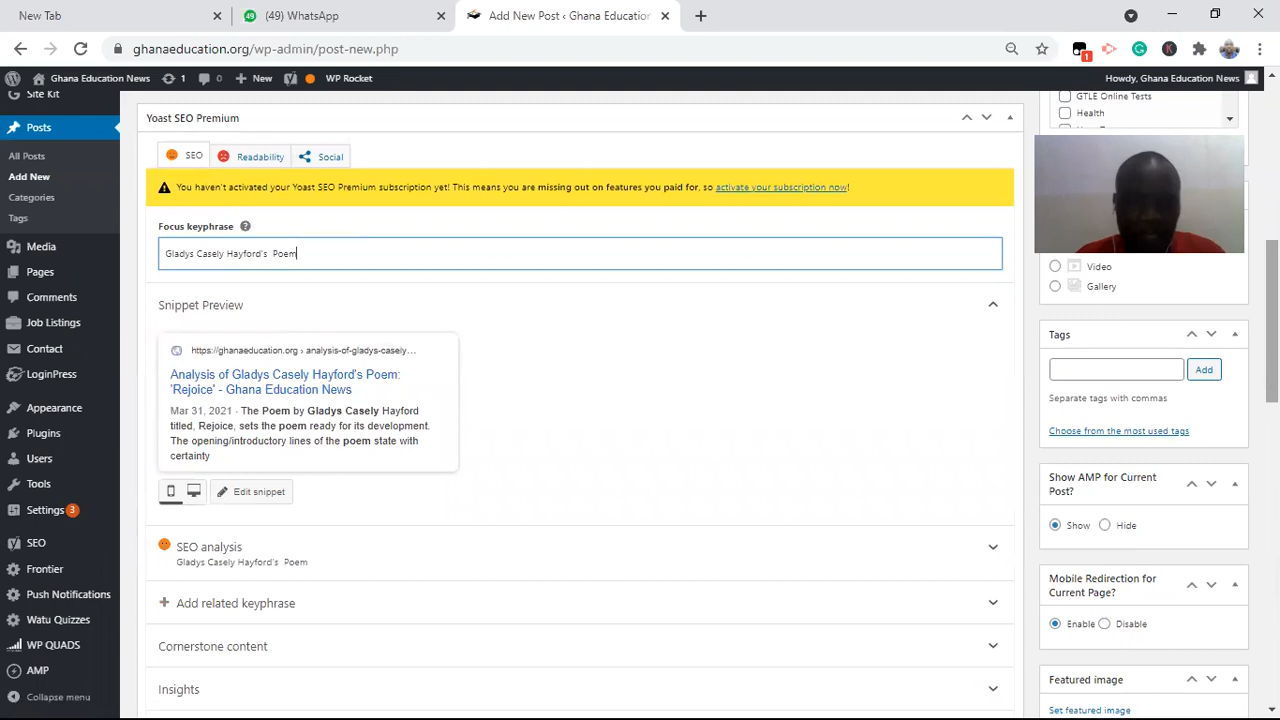 New Tab
(49) WhatsApp
49
Add New Post ‹ Ghana Education
ghanaeducation.org/wp-admin/post-new.php
1
Ghana Education News
1
0
New
WP Rocket
Howdy, Ghana Education News
Site Kit
Posts
All Posts
Add New
Categories
Tags
Media
Pages
Comments
Job Listings
Contact
LoginPress
Appearance
Plugins
Users
Tools
Settings 3
SEO
Frontier
Push Notifications
Watu Quizzes
WP QUADS
AMP
Collapse menu
Yoast SEO Premium
SEO
Readability
Social
You haven't activated your Yoast SEO Premium subscription yet! This means you are missing out on features you paid for, so activate your subscription now!
Focus keyphrase
Gladys Casely Hayford's  Poem
Snippet Preview
https://ghanaeducation.org › analysis-of-gladys-casely…
Analysis of Gladys Casely Hayford's Poem:
'Rejoice' - Ghana Education News
Mar 31, 2021 · The Poem by Gladys Casely Hayford
titled, Rejoice, sets the poem ready for its development.
The opening/introductory lines of the poem state with
certainty
Edit snippet
SEO analysis
Gladys Casely Hayford's  Poem
Add related keyphrase
Cornerstone content
Insights
GTLE Online Tests
Health
Video
Gallery
Tags
Add
Separate tags with commas
Choose from the most used tags
Show AMP for Current
Post?
Show
Hide
Mobile Redirection for
Current Page?
Enable
Disable
Featured image
Set featured image